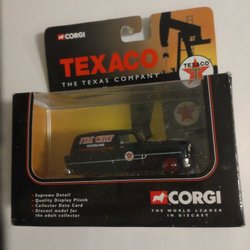 CORGI
TEXACO
THE TEXAS COMPANY
FIRE CHIEF
GASOLINE
- Supreme Detail
- Quality Display Plinth
- Collector Data Card
- Diecast model for
the adult collector
CORGI
THE WORLD LEADER
IN DIECAST